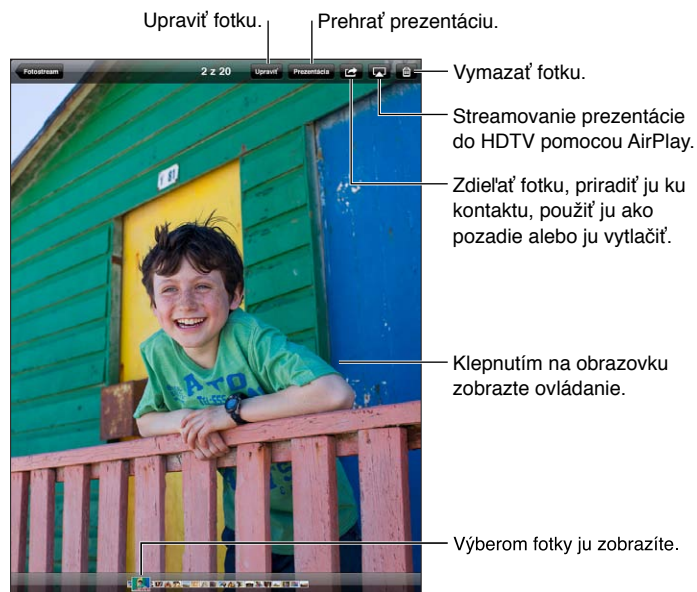 Upraviť fotku.
Prehrať prezentáciu.
Fotostream
2 z 20
Upraviť
Prezentácia
Vymazať fotku.
Streamovanie prezentácie
do HDTV pomocou AirPlay.
Zdieľať fotku, priradiť ju ku
kontaktu, použiť ju ako
pozadie alebo ju vytlačiť.
Y 81
ATO
Klepnutím na obrazovku
zobrazte ovládanie.
Výberom fotky ju zobrazíte.